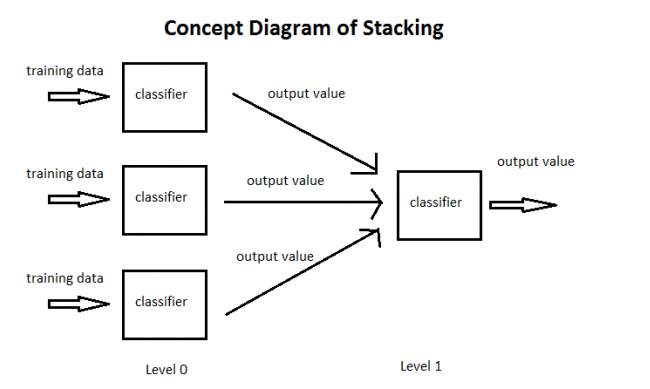 Concept Diagram of Stacking
training data
classifier
output value
training data
classifier
output value
classifier
output value
training data
classifier
output value
Level 0
Level 1